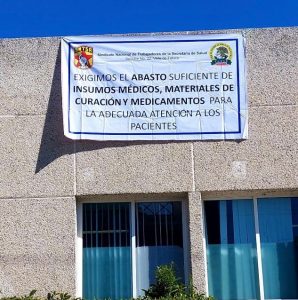 Sindicato Nacional de Trabajadores de la Secretaría de Salud
EXIGIMOS EL ABASTO SUFICIENTE DE
INSUMOS MÉDICOS, MATERIALES DE
CURACIÓN Y MEDICAMENTOS PARA
LA ADECUADA ATENCIÓN A LOS
PACIENTES